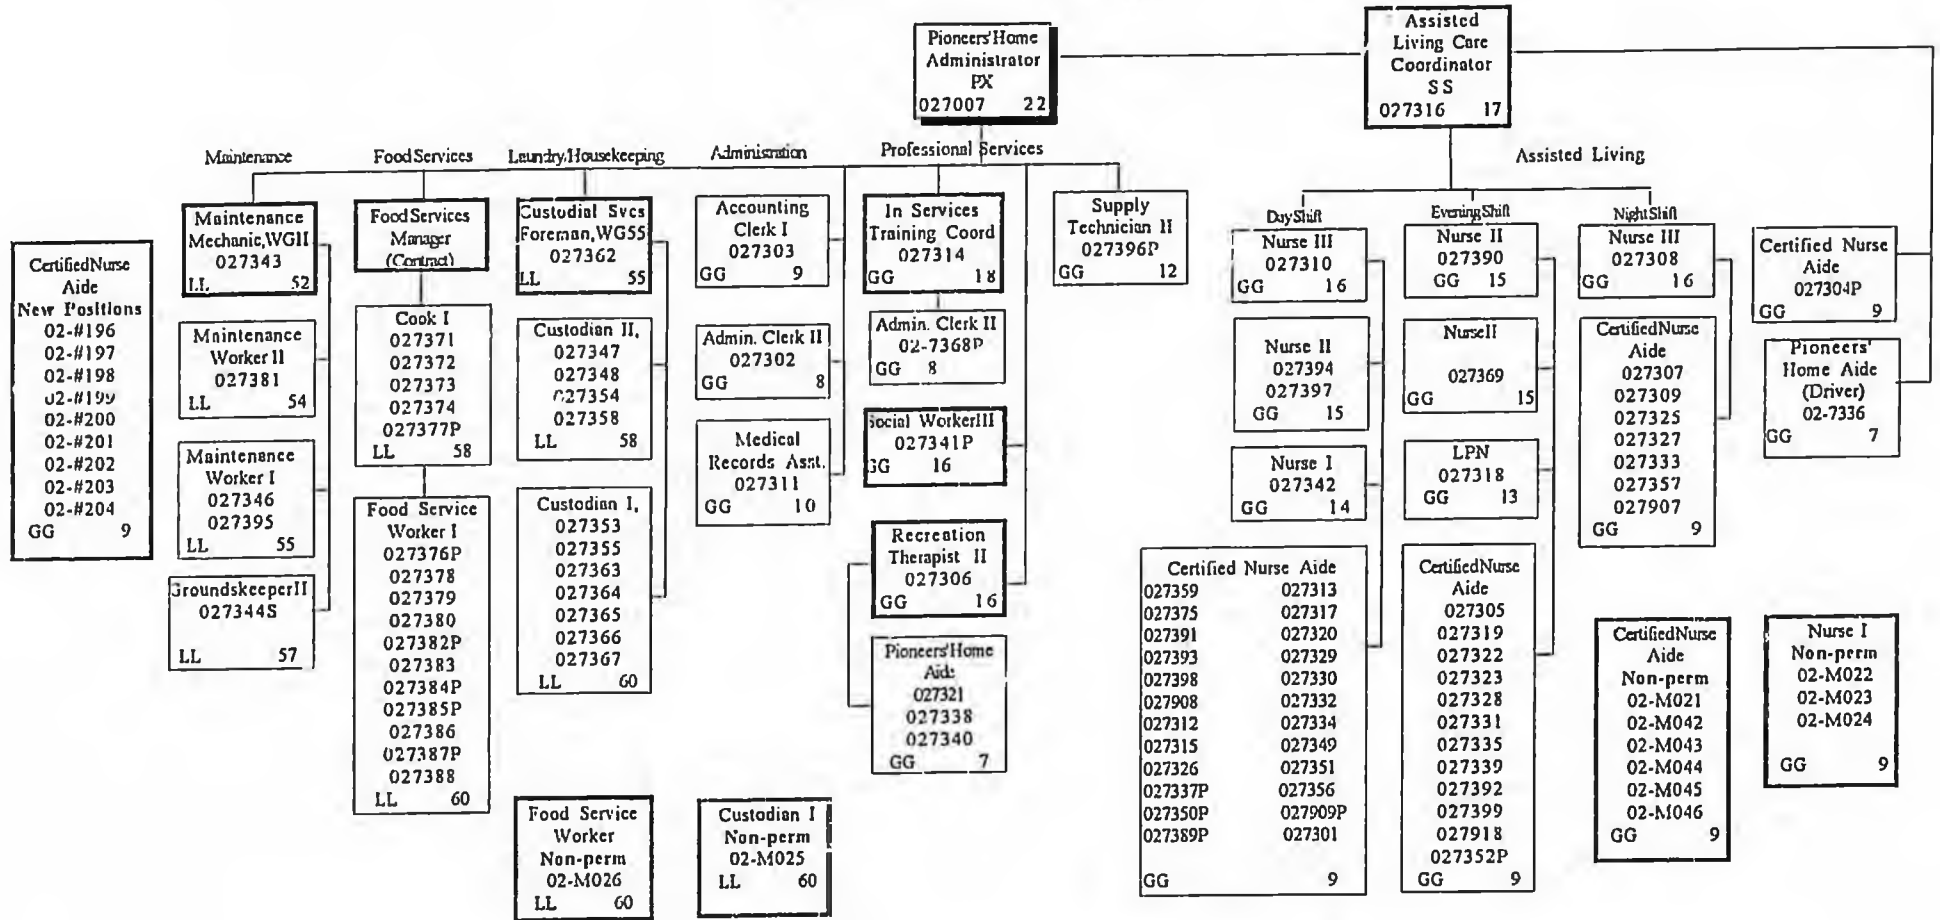 Pioneers' Home
Administrator
PX
027007 22
Assisted
Living Care
Coordinator
SS
027316 17
Maintenance
Food Services
Laundry/Housekeeping
Administration
Professional Services
Assisted Living
Certified Nurse
Aide
New Positions
02-#196
02-#197
02-#198
02-#199
02-#200
02-#201
02-#202
02-#203
02-#204
GG 9
Maintenance
Mechanic, WG11
027343
LL 52
Maintenance
Worker II
027381
LL 54
Maintenance
Worker I
027346
027395
LL 55
GroundskeeperII
027344S
LL 57
Food Services
Manager
(Contract)
Cook I
027371
027372
027373
027374
027377P
LL 58
Food Service
Worker I
027376P
027378
027379
027380
027382P
027383
027384P
027385P
027386
027387P
027388
LL 60
Custodial Svcs
Foreman, WG55
027362
LL 55
Custodian II,
027347
027348
027354
027358
LL 58
Custodian I,
027353
027355
027363
027364
027365
027366
027367
LL 60
Food Service
Worker
Non-perm
02-M026
LL 60
Accounting
Clerk I
027303
GG 9
Admin. Clerk II
027302
GG 8
Medical
Records Asst.
027311
GG 10
Custodian I
Non-perm
02-M025
LL 60
In Services
Training Coord
027314
GG 18
Admin. Clerk II
02-7368P
GG 8
Social WorkerIII
027341P
GG 16
Recreation
Therapist II
027306
GG 16
Pioneers' Home
Aide
027321
027338
027340
GG 7
Supply
Technician II
027396P
GG 12
Day Shift
Nurse III
027310
GG 16
Nurse II
027394
027397
GG 15
Nurse I
027342
GG 14
Certified Nurse Aide
027359 027313
027375 027317
027391 027320
027393 027329
027398 027330
027908 027332
027312 027334
027315 027349
027326 027351
027337P 027356
027350P 027909P
027389P 027301
GG 9
Evening Shift
Nurse II
027390
GG 15
NurseII
027369
GG 15
LPN
027318
GG 13
Certified Nurse
Aide
027305
027319
027322
027323
027328
027331
027335
027339
027392
027399
027918
027352P
GG 9
Night Shift
Nurse III
027308
GG 16
Certified Nurse
Aide
027307
027309
027325
027327
027333
027357
027907
GG 9
Certified Nurse
Aide
Non-perm
02-M021
02-M042
02-M043
02-M044
02-M045
02-M046
GG 9
Certified Nurse
Aide
027304P
GG 9
Pioneers'
Home Aide
(Driver)
02-7336
GG 7
Nurse I
Non-perm
02-M022
02-M023
02-M024
GG 9